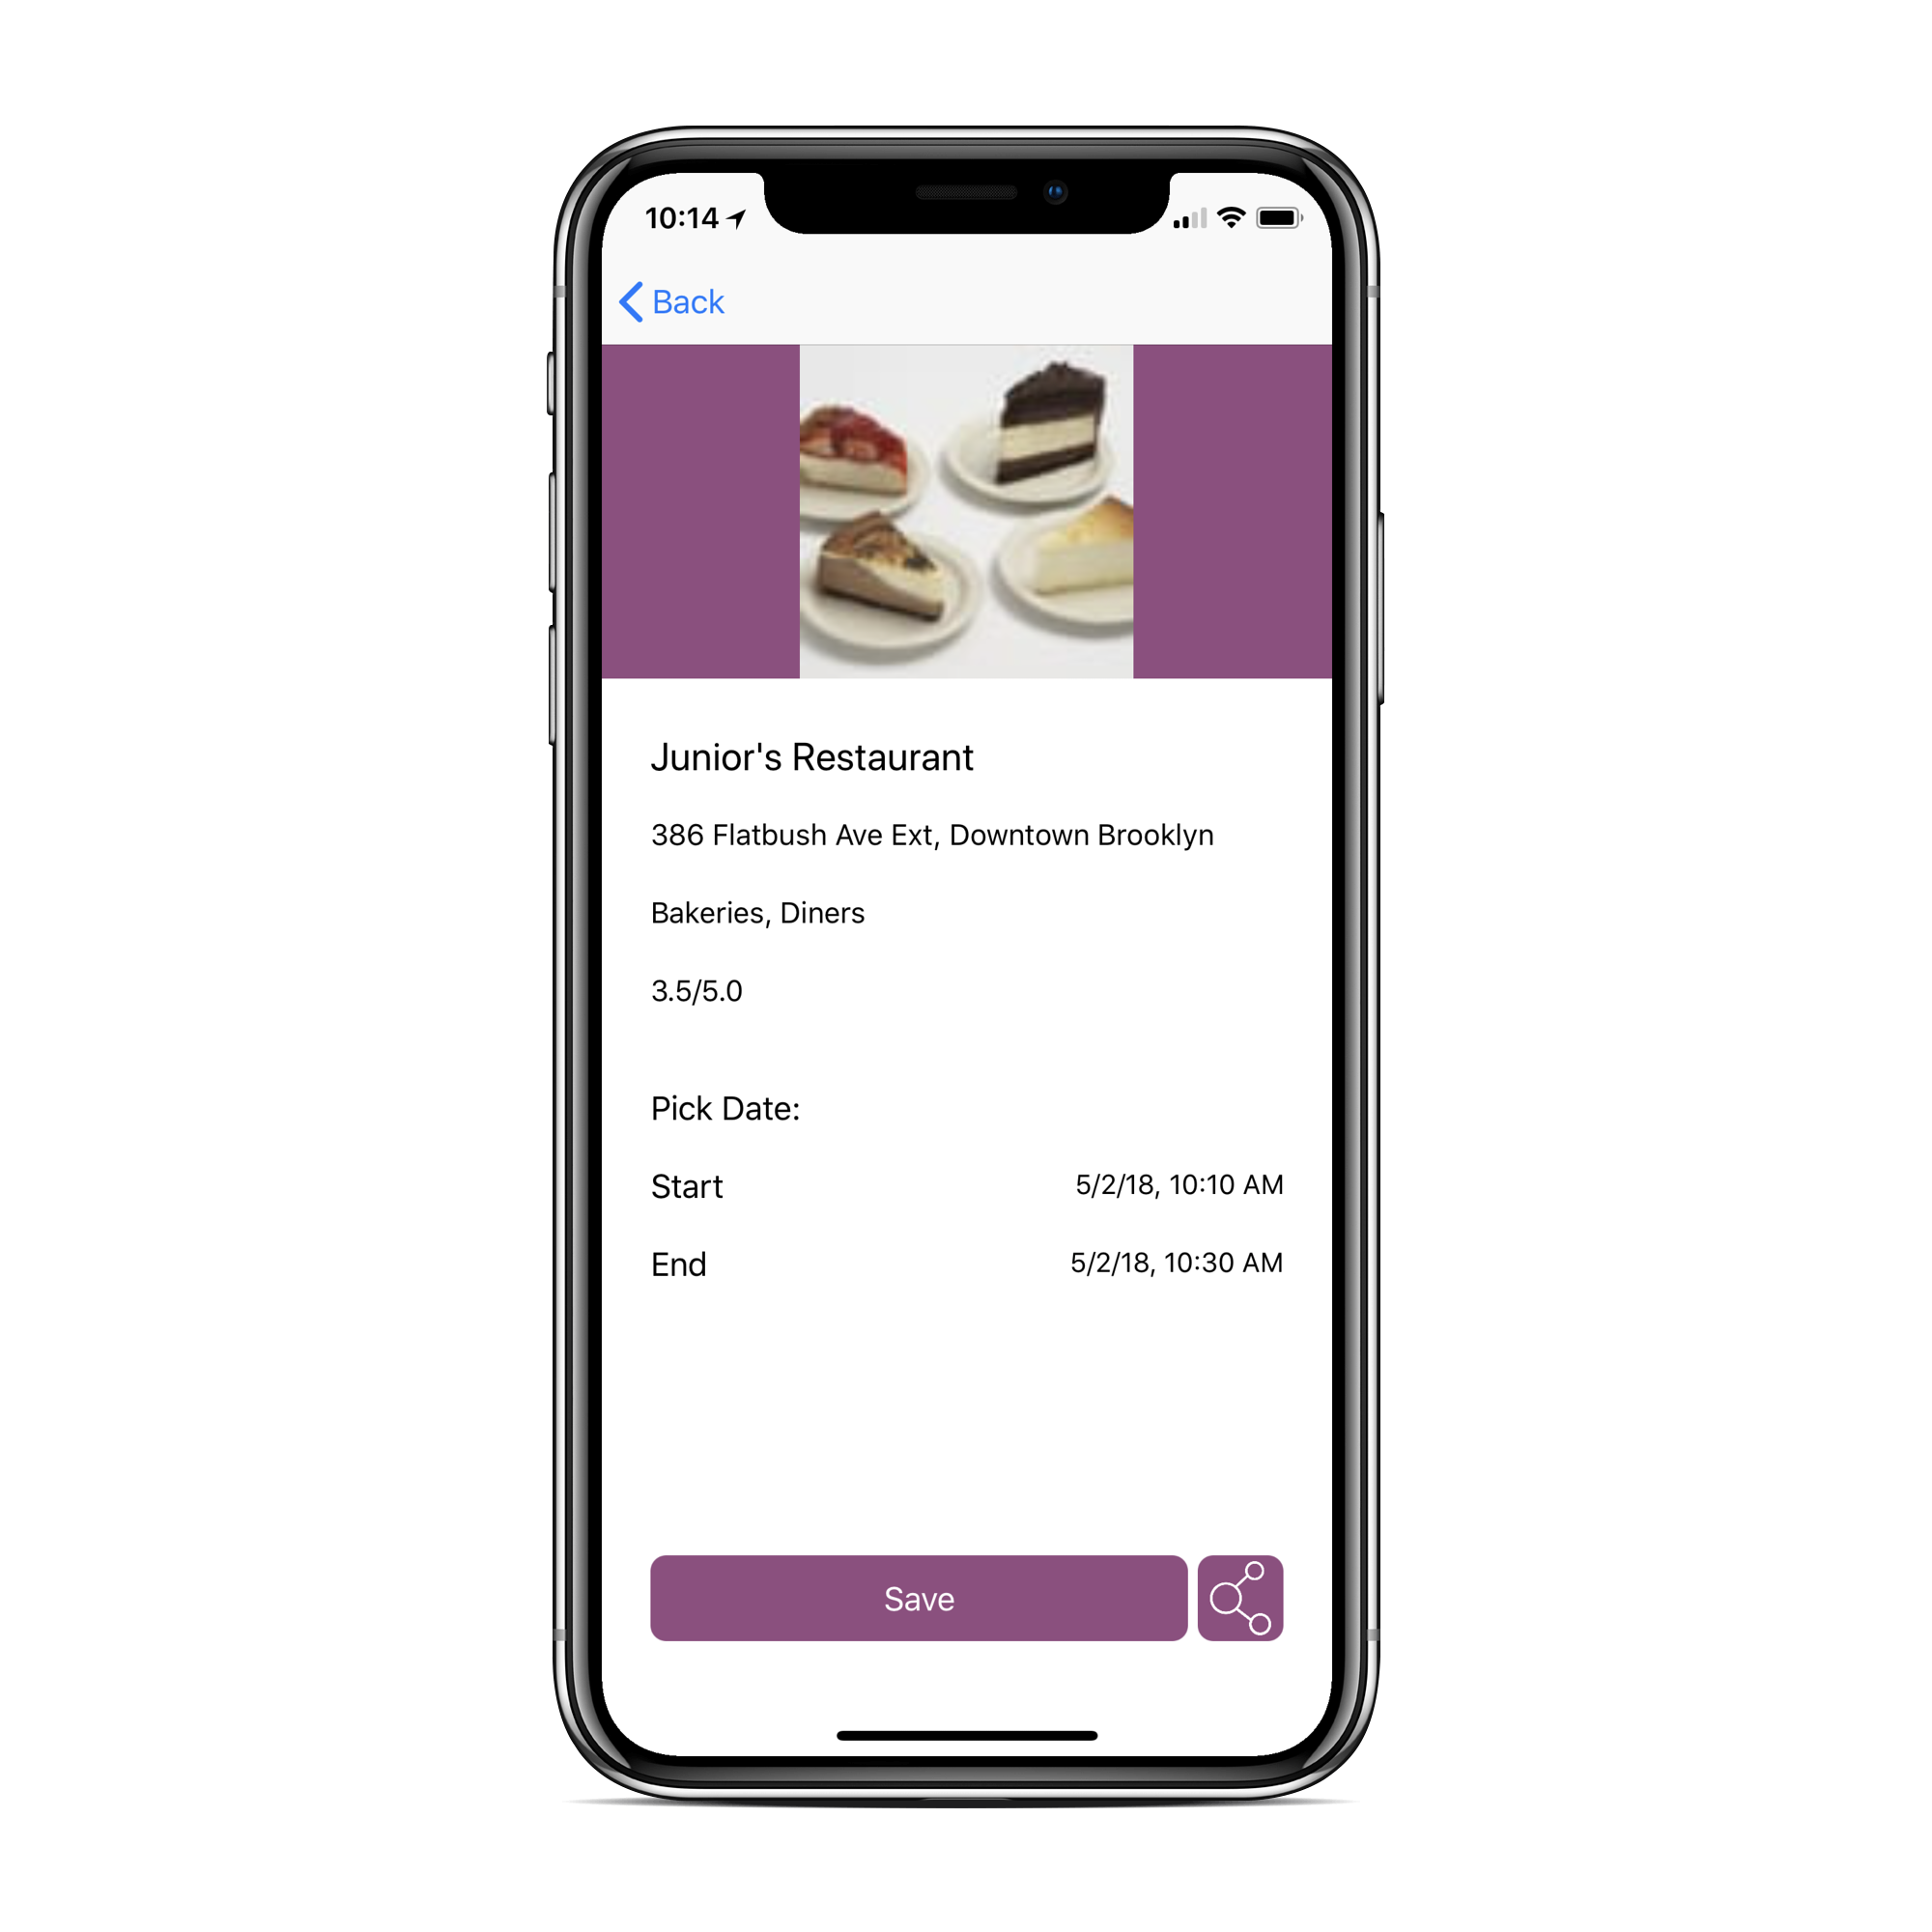 10:14
Back
Junior's Restaurant
386 Flatbush Ave Ext, Downtown Brooklyn
Bakeries, Diners
3.5/5.0
Pick Date:
Start 5/2/18, 10:10 AM
End 5/2/18, 10:30 AM
Save